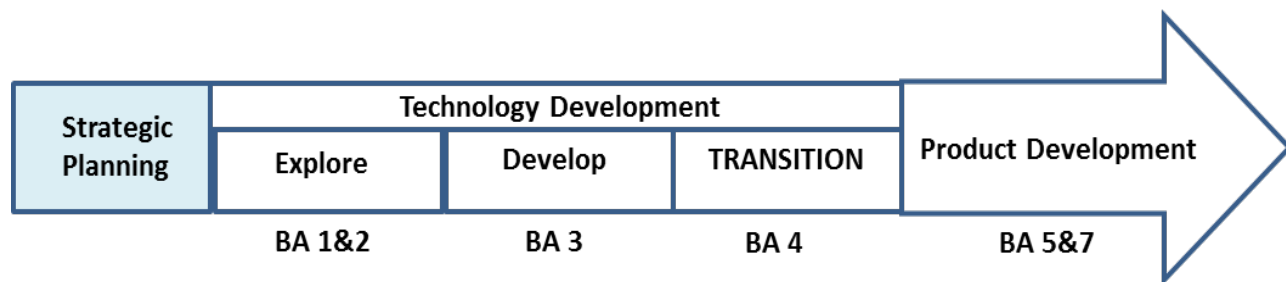 Strategic
Planning
Technology Development
Explore
Develop
TRANSITION
Product Development
BA 1&2
BA 3
BA 4
BA 5&7